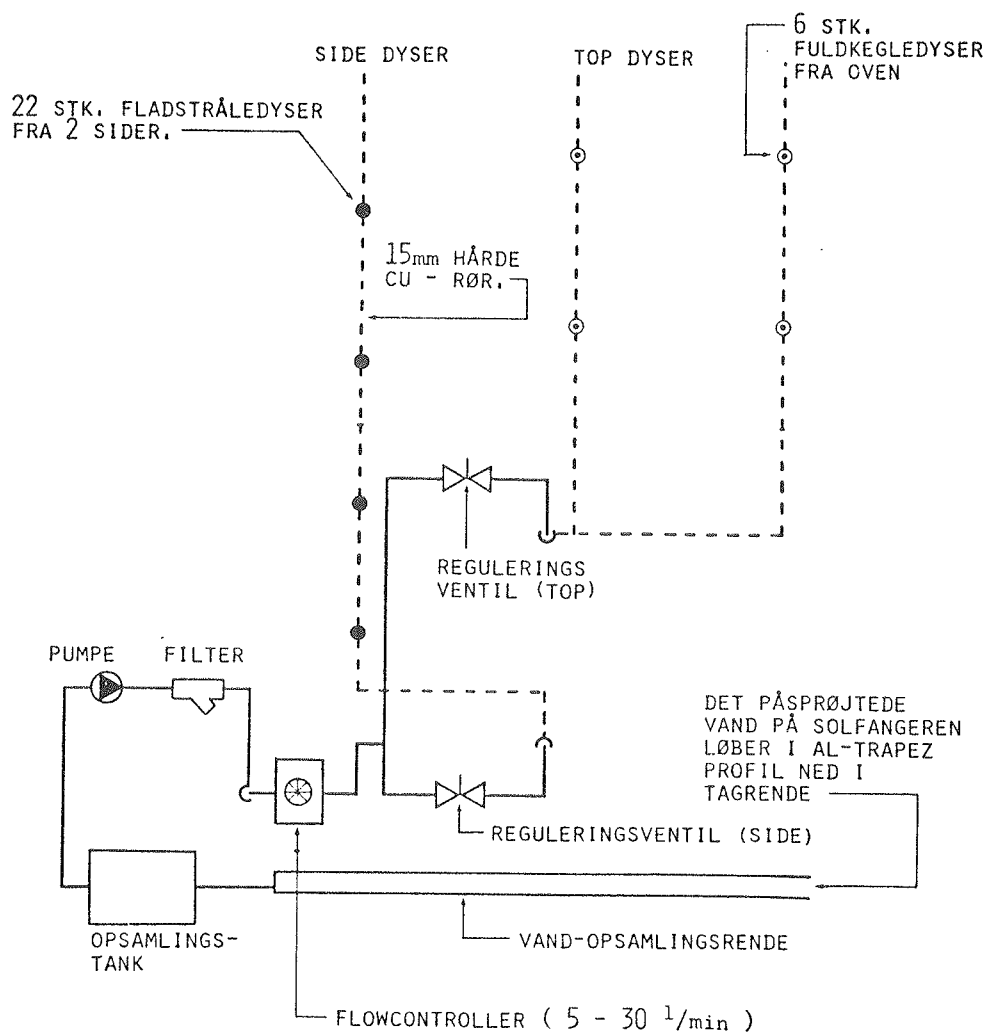 SIDE DYSER
TOP DYSER
6 STK.
FULDKEGLEDYSER
FRA OVEN
22 STK. FLADSTRÅLEDYSER
FRA 2 SIDER.
15mm HÅRDE
CU - RØR.
REGULERINGS
VENTIL (TOP)
PUMPE
FILTER
DET PÅSPRØJTEDE
VAND PÅ SOLFANGEREN
LØBER I AL-TRAPEZ
PROFIL NED I
TAGRENDE
REGULERINGSVENTIL (SIDE)
OPSAMLINGS-
TANK
VAND-OPSAMLINGSRENDE
FLOWCONTROLLER ( 5 - 30 l/min )